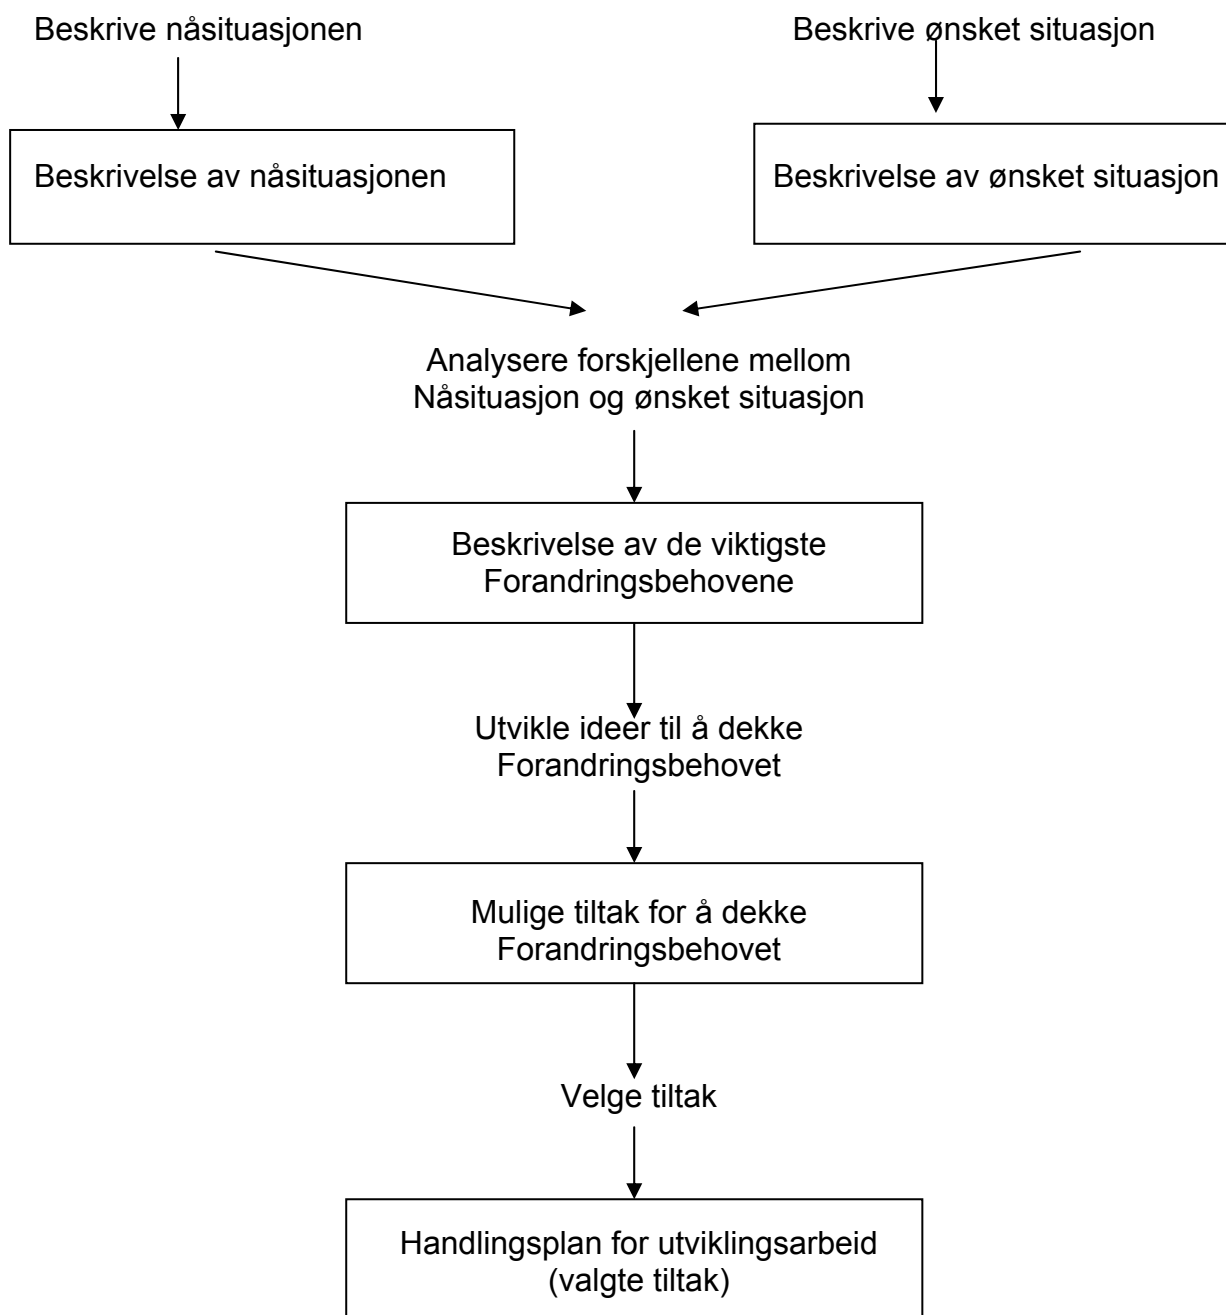 Beskrive nåsituasjonen
Beskrive ønsket situasjon
Beskrivelse av nåsituasjonen
Beskrivelse av ønsket situasjon
Analysere forskjellene mellom
Nåsituasjon og ønsket situasjon
Beskrivelse av de viktigste
Forandringsbehovene
Utvikle ideer til å dekke
Forandringsbehovet
Mulige tiltak for å dekke
Forandringsbehovet
Velge tiltak
Handlingsplan for utviklingsarbeid
(valgte tiltak)